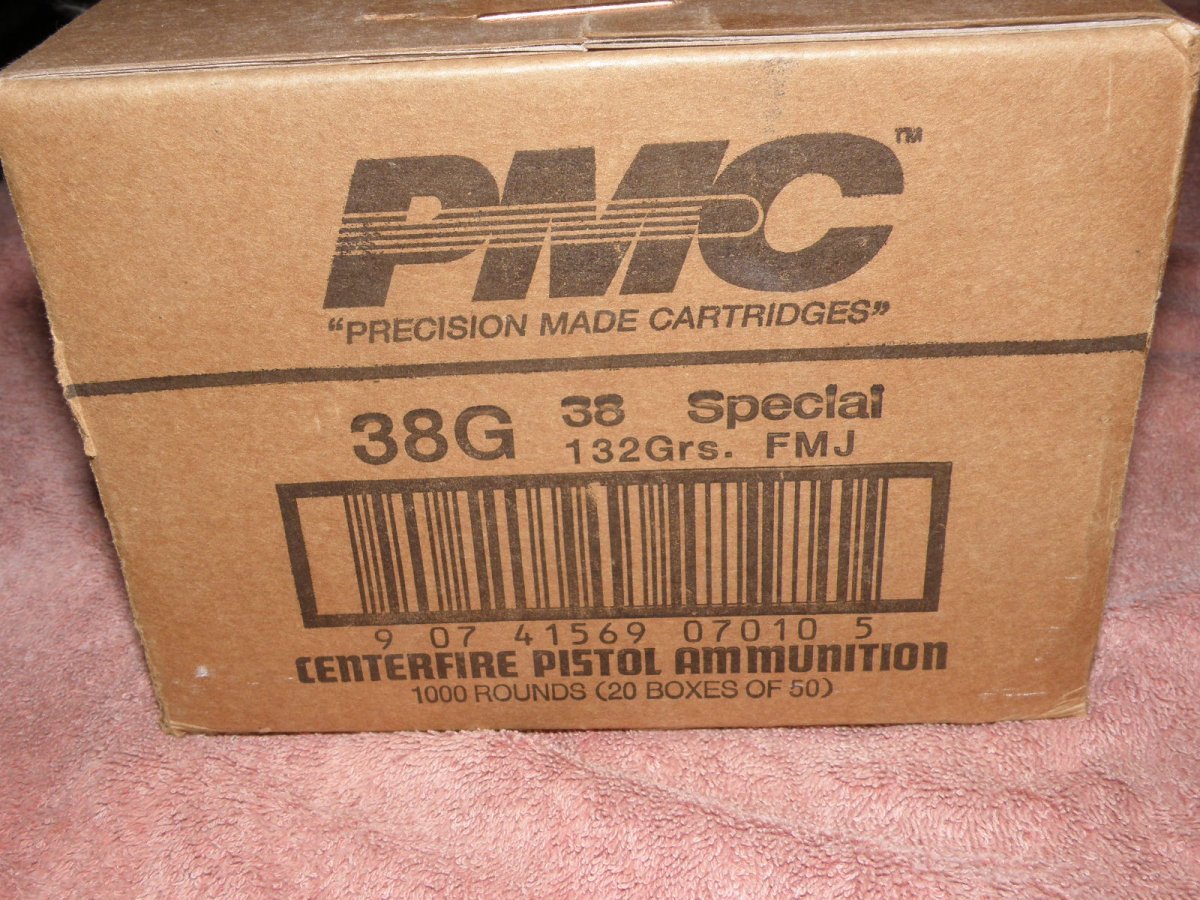 PMC™
"PRECISION MADE CARTRIDGES"
38G 38 Special
132Grs. FMJ
9 07 41569 07010 5
CENTERFIRE PISTOL AMMUNITION
1000 ROUNDS (20 BOXES OF 50)